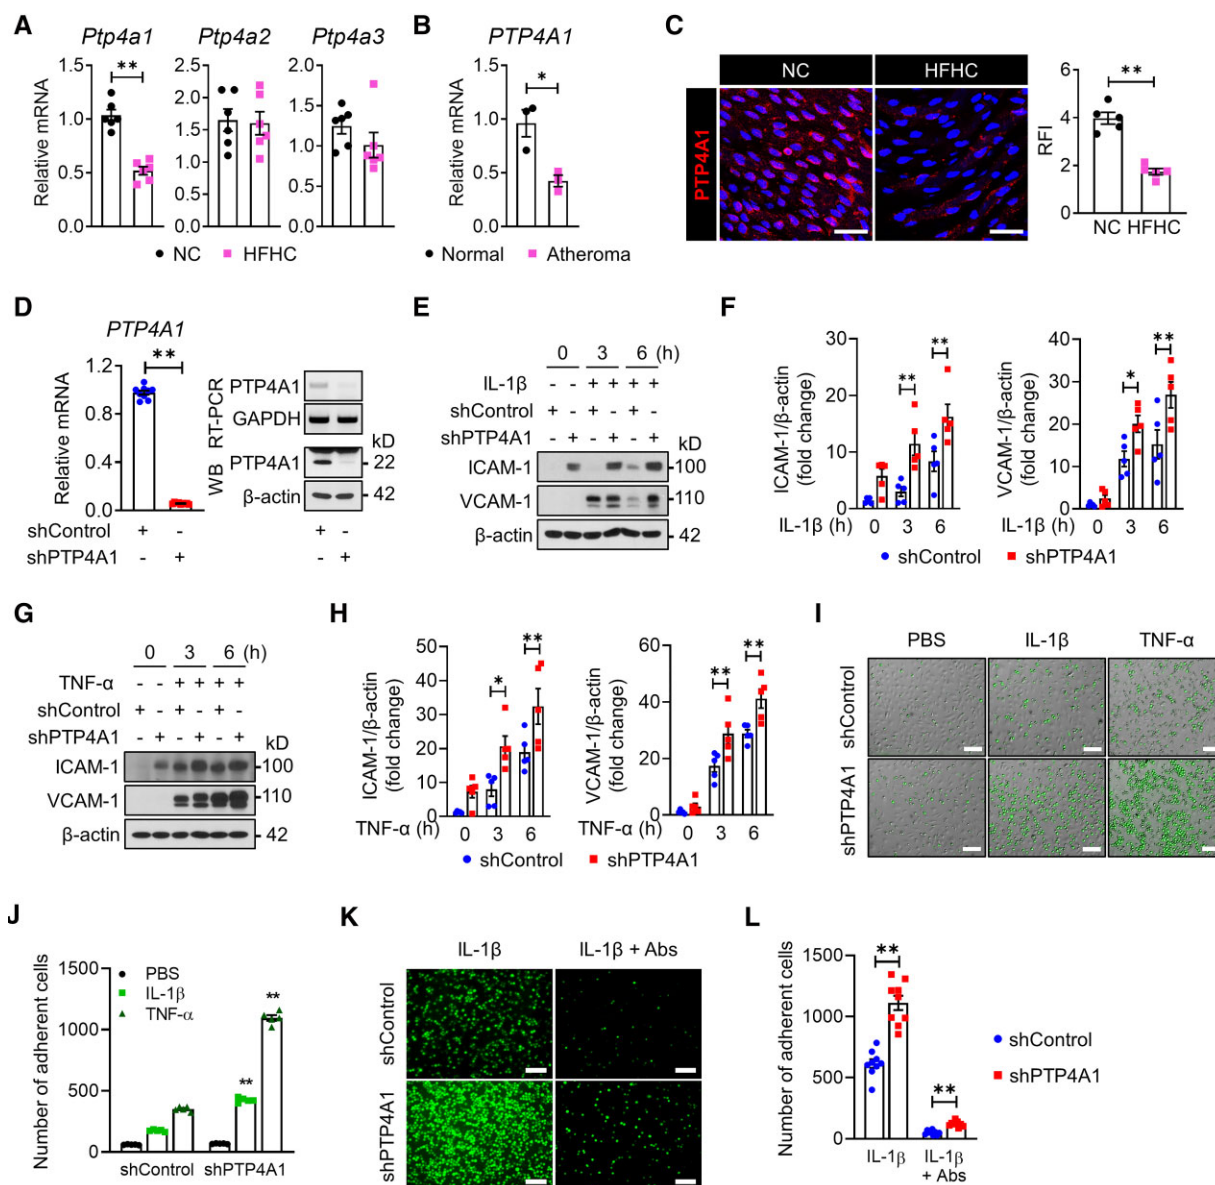 A
Ptp4a1
Ptp4a2
Ptp4a3
Relative mRNA
1.5
1.0
0.5
0.0
**
2.5
2.0
1.5
1.0
0.5
0.0
2.0
1.5
1.0
0.5
0.0
NC
HFHC
B
PTP4A1
Relative mRNA
1.5
1.0
0.5
0.0
*
Normal
Atheroma
C
NC
HFHC
PTP4A1
RFI
6
4
2
0
**
NC HFHC
D
PTP4A1
Relative mRNA
1.2
0.8
0.4
0.0
**
shControl + -
shPTP4A1 - +
RT-PCR
PTP4A1
GAPDH
kD
WB
PTP4A1 22
β-actin 42
+ -
- +
E
0 3 6 (h)
IL-1β - - + + + +
shControl + - + - + -
shPTP4A1 - + - + - + kD
ICAM-1 100
VCAM-1 110
β-actin 42
F
ICAM-1/β-actin
(fold change)
30
20
10
0
**
**
IL-1β (h) 0 3 6
VCAM-1/β-actin
(fold change)
40
30
20
10
0
*
**
IL-1β (h) 0 3 6
shControl
shPTP4A1
G
0 3 6 (h)
TNF-α - - + + + +
shControl + - + - + -
shPTP4A1 - + - + - + kD
ICAM-1 100
VCAM-1 110
β-actin 42
H
ICAM-1/β-actin
(fold change)
50
40
30
20
10
0
*
**
TNF-α (h) 0 3 6
VCAM-1/β-actin
(fold change)
60
40
20
0
**
**
TNF-α (h) 0 3 6
shControl
shPTP4A1
I
PBS IL-1β TNF-α
shControl
shPTP4A1
J
Number of adherent cells
1500
1000
500
0
PBS
IL-1β
TNF-α
**
**
shControl shPTP4A1
K
IL-1β IL-1β + Abs
shControl
shPTP4A1
L
Number of adherent cells
1500
1000
500
0
**
**
IL-1β IL-1β
+ Abs
shControl
shPTP4A1